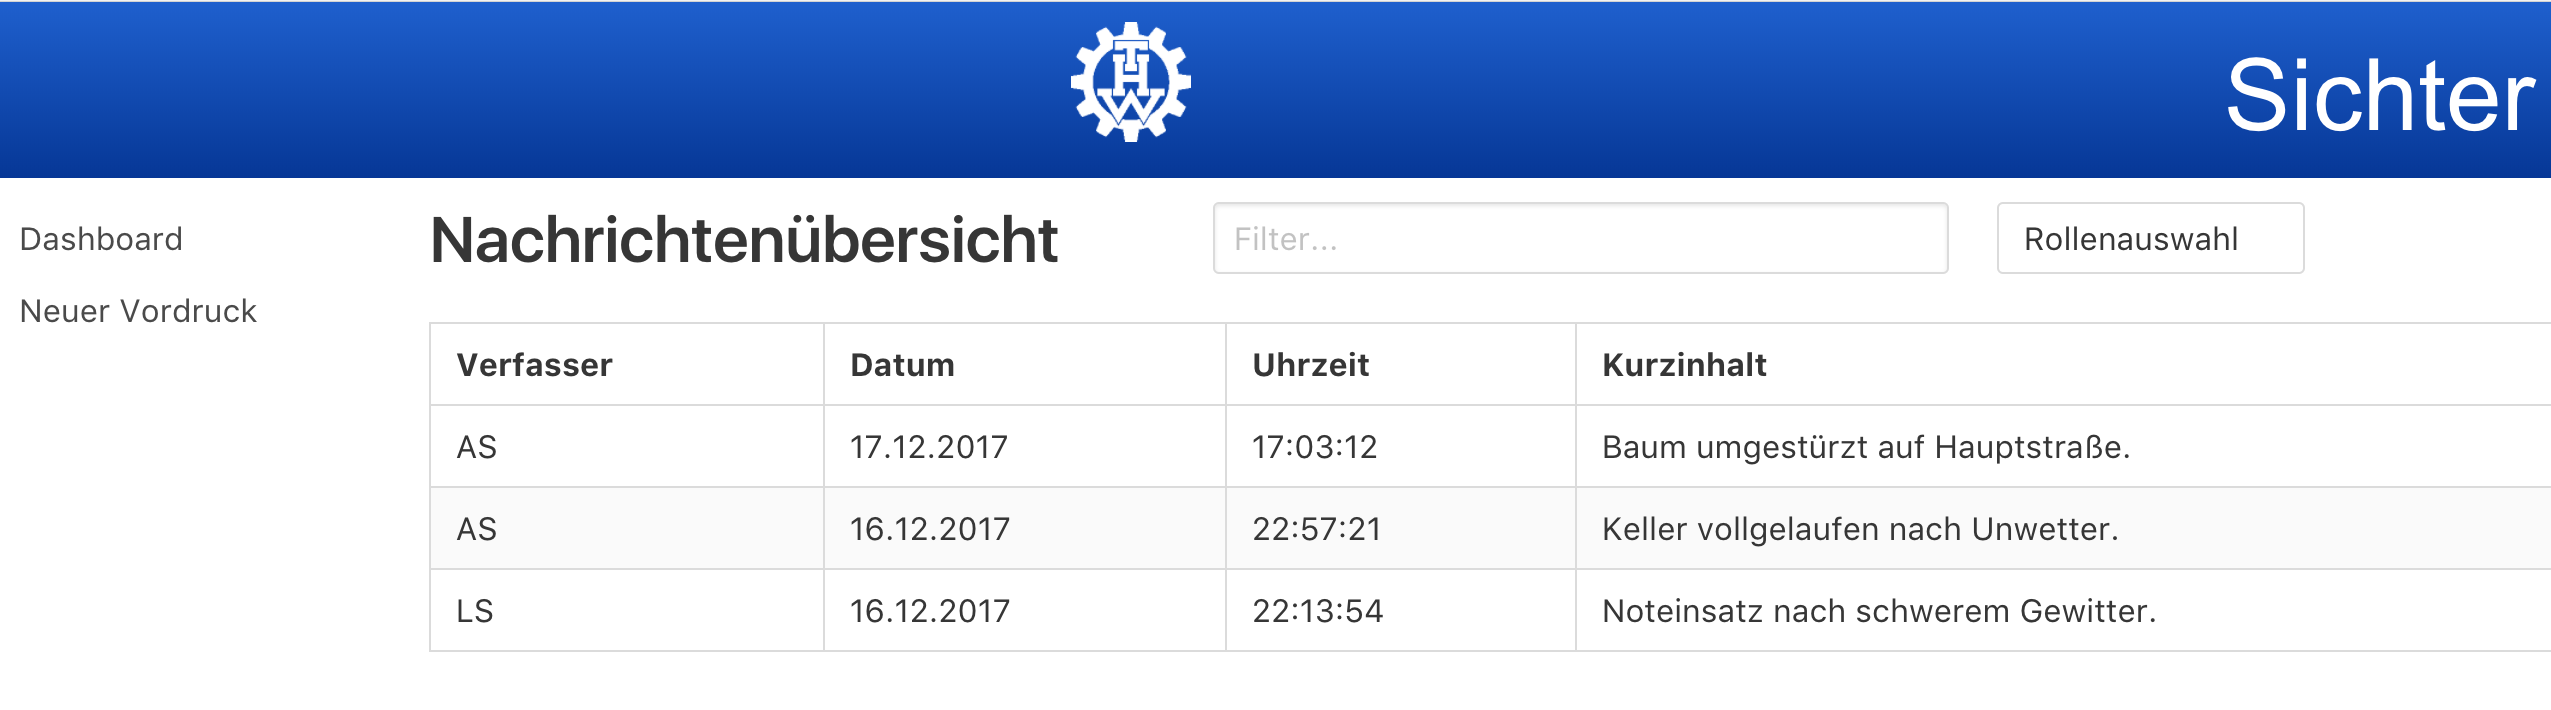 THW
Sichter
Dashboard
Neuer Vordruck
Nachrichtenübersicht
Filter...
Rollenauswahl
Verfasser Datum Uhrzeit Kurzinhalt
AS 17.12.2017 17:03:12 Baum umgestürzt auf Hauptstraße.
AS 16.12.2017 22:57:21 Keller vollgelaufen nach Unwetter.
LS 16.12.2017 22:13:54 Noteinsatz nach schwerem Gewitter.